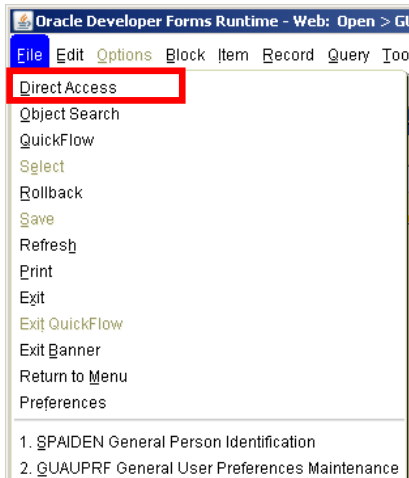 Oracle Developer Forms Runtime - Web: Open > GU
File Edit Options Block Item Record Query Too
Direct Access
Object Search
QuickFlow
Select
Rollback
Save
Refresh
Print
Exit
Exit QuickFlow
Exit Banner
Return to Menu
Preferences
1. SPAIDEN General Person Identification
2. GUAUPRF General User Preferences Maintenance